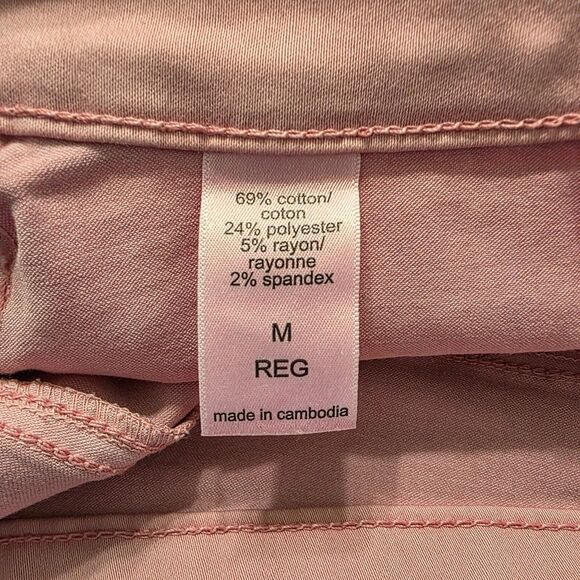 69% cotton/
coton
24% polyester
5% rayon/
rayonne
2% spandex
M
REG
made in cambodia